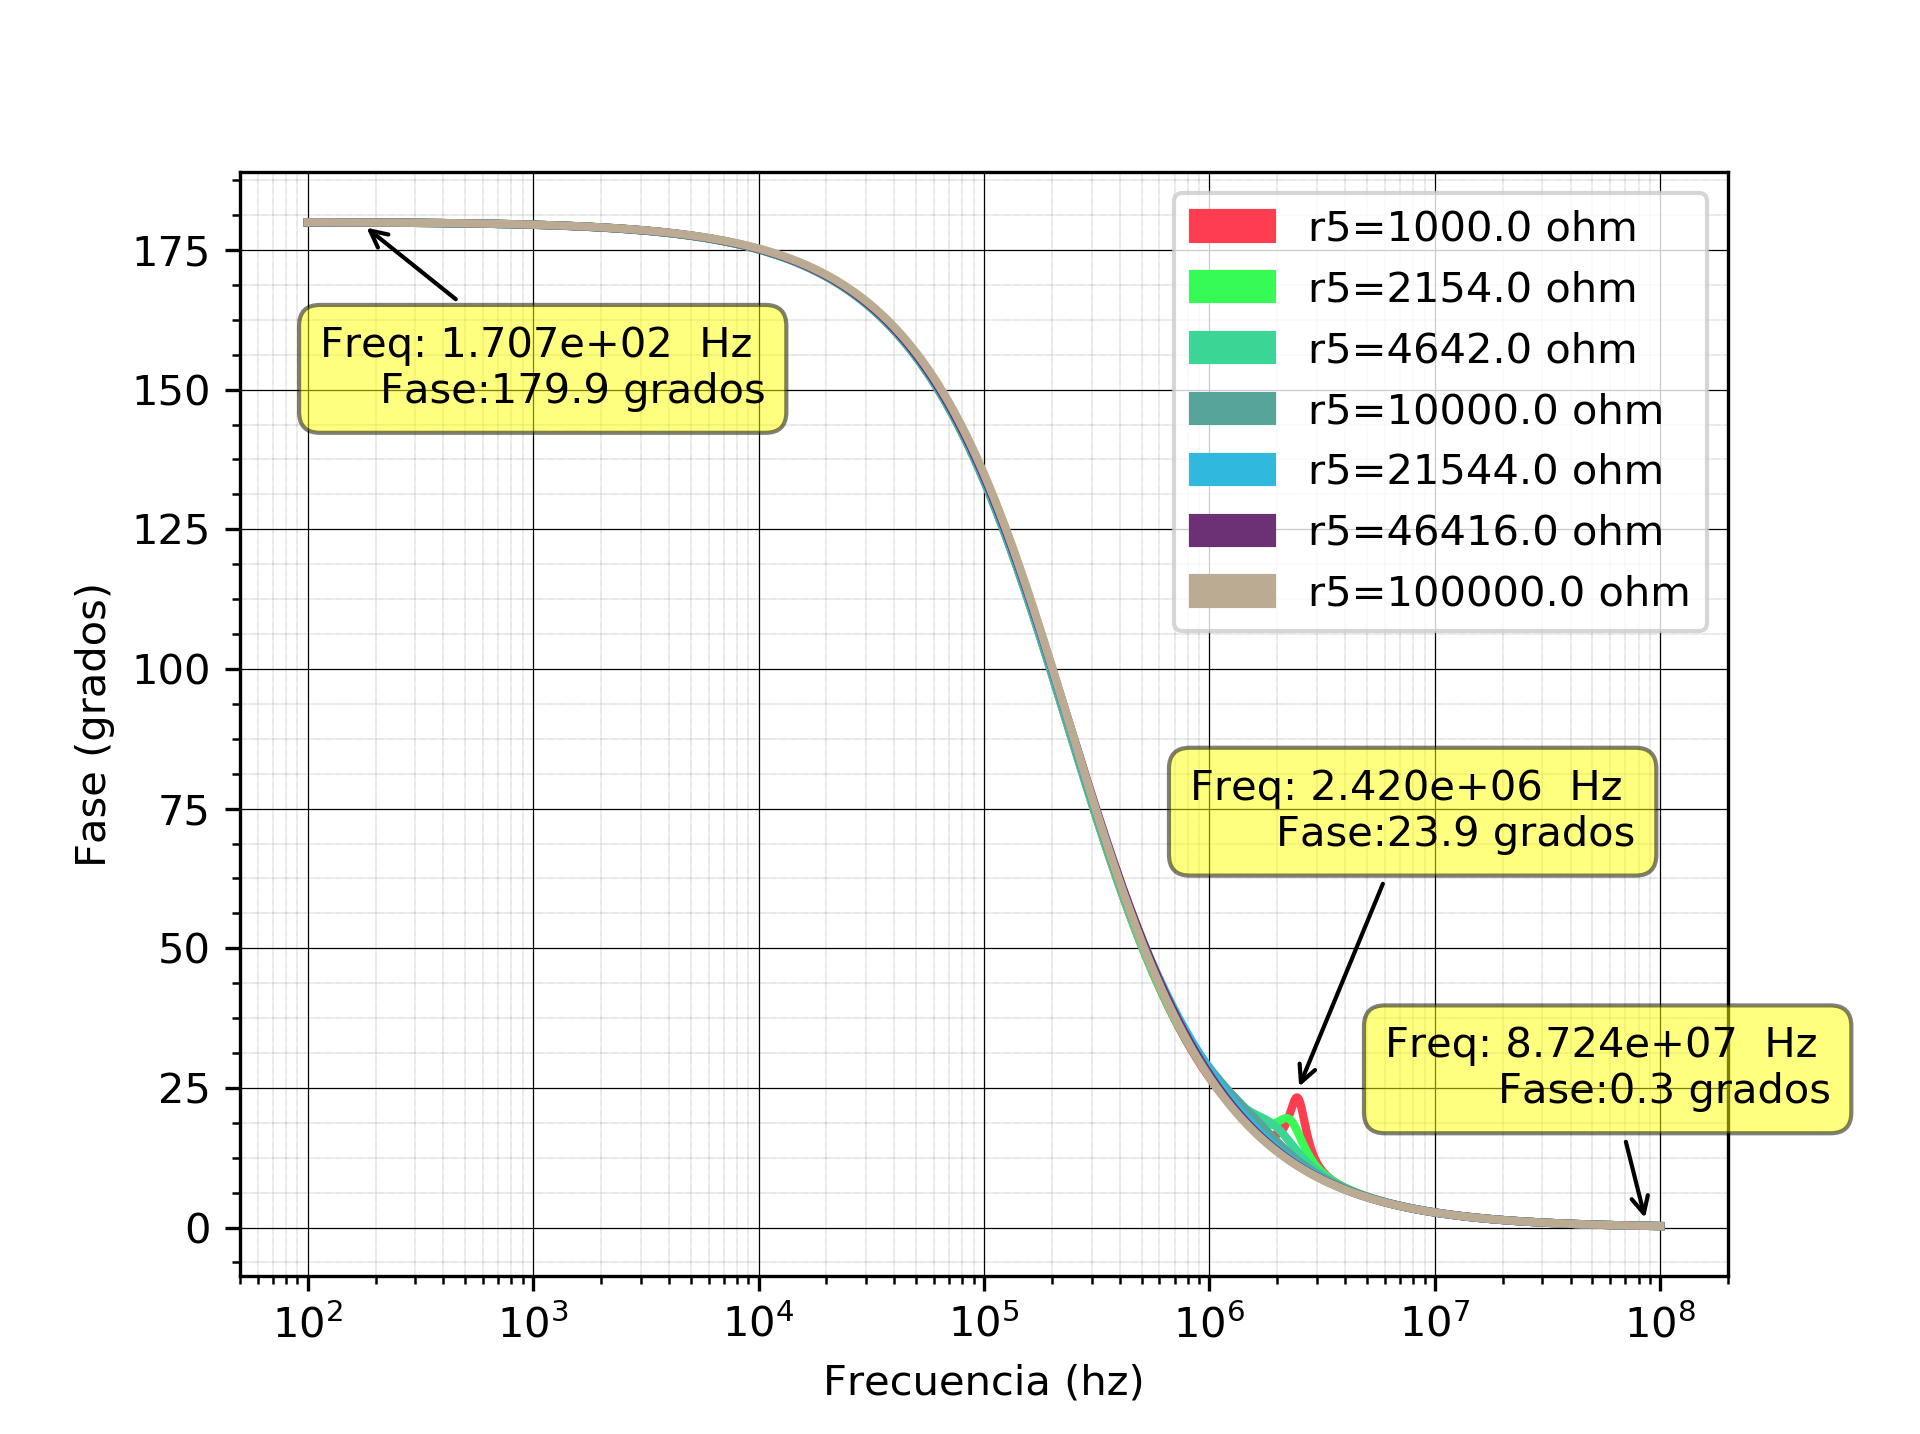 r5=1000.0 ohm
r5=2154.0 ohm
r5=4642.0 ohm
r5=10000.0 ohm
r5=21544.0 ohm
r5=46416.0 ohm
r5=100000.0 ohm
Freq: 1.707e+02  Hz
Fase:179.9 grados
Freq: 2.420e+06  Hz
Fase:23.9 grados
Freq: 8.724e+07  Hz
Fase:0.3 grados
Fase (grados)
175
150
125
100
75
50
25
0
10² 10³ 10⁴ 10⁵ 10⁶ 10⁷ 10⁸
Frecuencia (hz)